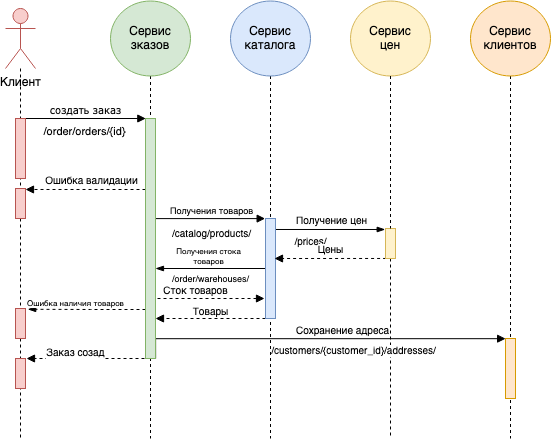 Сервис
зказов
Сервис
каталога
Сервис
цен
Сервис
клиентов
Клиент
создать заказ
/order/orders/{id}
Ошибка валидации
Получения товаров
/catalog/products/
Получение цен
/prices/
Цены
Получения стока
товаров
/order/warehouses/
Сток товаров
Ошибка наличия товаров
Товары
Сохранение адреса
/customers/{customer_id}/addresses/
Заказ созад